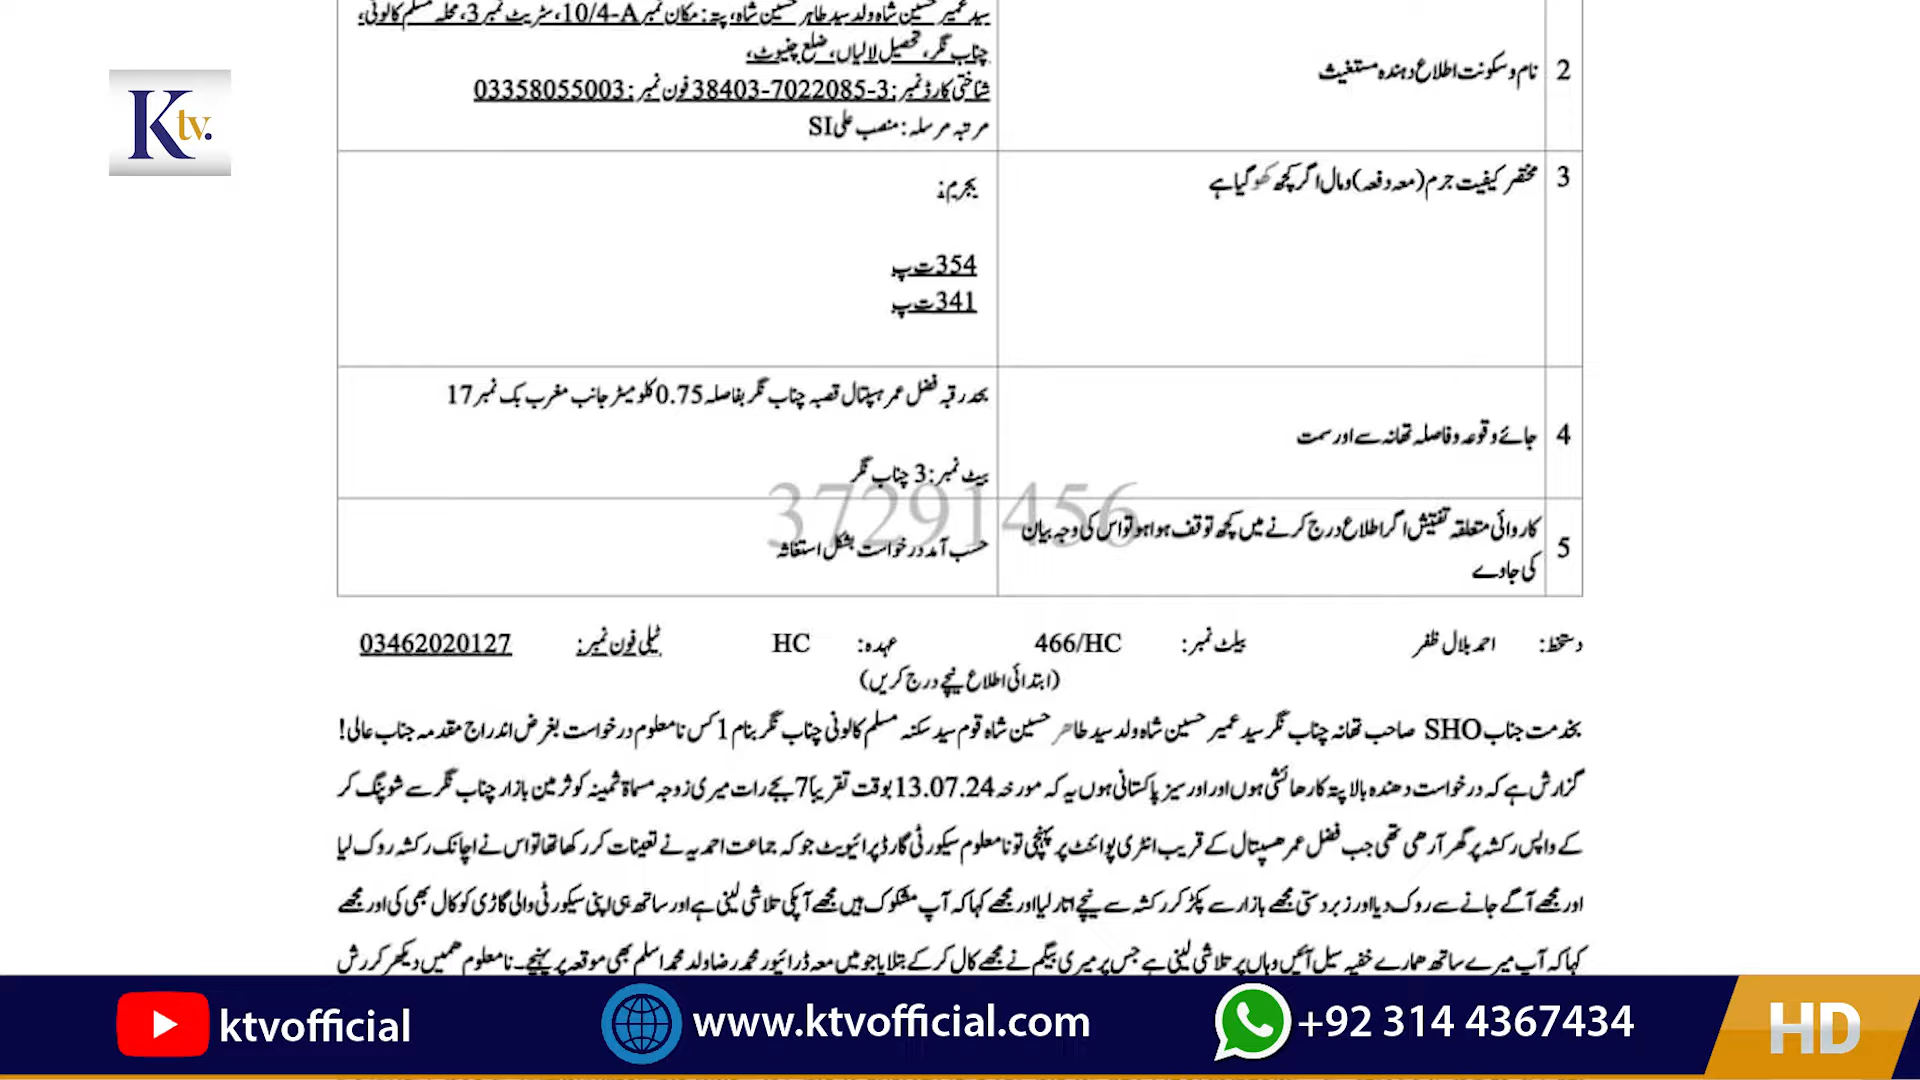 Ktv.
سید عمیر حسین شاہ ولد سید طاہر حسین شاہ، پتہ: مکان نمبر 10/4-A، سٹریٹ نمبر 3، محلہ مسلم کالونی،
چناب نگر، تحصیل لالیاں، ضلع چنیوٹ،
شناختی کارڈ نمبر: 38403-7022085-3 فون نمبر: 03358055003
مرتبہ مرسلہ: منصب علی SI
2 نام و سکونت اطلاع دہندہ مستغیث
3 مختصر کیفیت جرم (معہ دفعہ) و مال اگر کچھ کھو گیا ہے
بجرم:
354 ت پ
341 ت پ
4 جائے وقوعہ و فاصلہ تھانہ سے اور سمت
بحد رقبہ فضل عمر ہسپتال قصبہ چناب نگر بفاصلہ 0.75 کلومیٹر جانب مغرب بک نمبر 17
بیٹ نمبر: 3 چناب نگر
37291456
5 کاروائی متعلقہ تفتیش اگر اطلاع درج کرنے میں کچھ توقف ہوا ہو تو اس کی وجہ بیان
کی جاوے
حسب آمد درخواست بشکل استغاثہ
دستخط: احمد بلال ظفر بیلٹ نمبر: 466/HC عہدہ: HC ٹیلی فون نمبر: 03462020127
(ابتدائی اطلاع نیچے درج کریں)
بخدمت جناب SHO صاحب تھانہ چناب نگر سید عمیر حسین شاہ ولد سید طاہر حسین شاہ قوم سید سکنہ مسلم کالونی چناب نگر بنام 1 کس نامعلوم درخواست بغرض اندراج مقدمہ جناب عالی!
گزارش ہے کہ درخواست دھندہ بالا پتہ کا رھائشی ہوں اور اورسیز پاکستانی ہوں یہ کہ مورخہ 13.07.24 بوقت تقریباً 7 بجے رات میری زوجہ مسماۃ ثمینہ کوثر مین بازار چناب نگر سے شوپنگ کر
کے واپس رکشہ پر گھر آرھی تھی جب فضل عمر ھسپتال کے قریب انٹری پوائنٹ پر پہنچی تو نامعلوم سیکورٹی گارڈ پرائیویٹ جو کہ جماعت احمدیہ نے تعینات کر رکھا تھا تو اس نے اچانک رکشہ روک لیا
اور مجھے آگے جانے سے روک دیا اور زبردستی مجھے بازار سے پکڑ کر رکشہ سے نیچے اتار لیا اور مجھے کہا کہ آپ مشکوک ہیں مجھے آپکی تلاشی لینی ہے اور ساتھ ہی اپنی سیکورٹی والی گاڑی کو کال بھی کی اور مجھے
کہا کہ آپ میرے ساتھ ھمارے خفیہ سیل آئیں وہاں پر تلاشی لینی ہے جس پر میری بیگم نے مجھے کال کر کے بتلایا جو میں معہ ڈرائیور محمد رضا ولد محمد اسلم بھی موقعہ پر پہنچے۔ نامعلوم ھمیں دیکھ کر رش
ktvofficial
www.ktvofficial.com
+92 314 4367434
HD